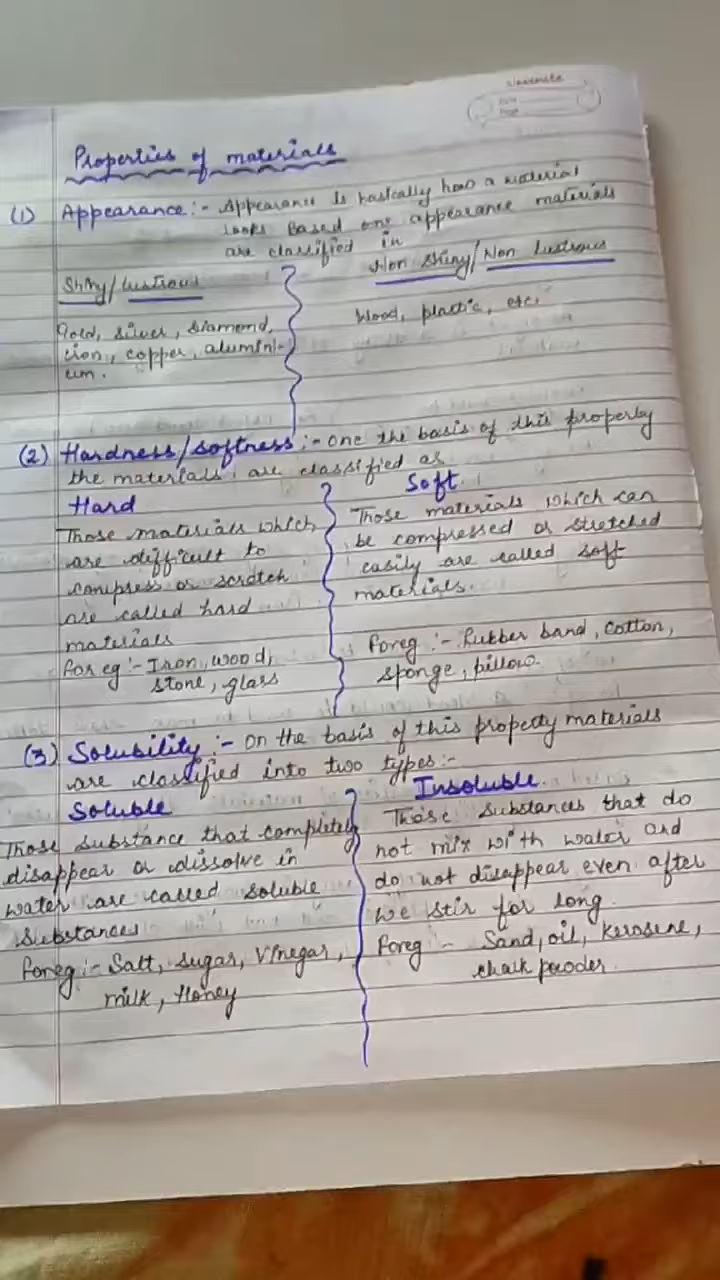 Properties of materials
(1) Appearance :- Appearance is basically how a material
looks Based one appearance materials
are classified in
Shiny/Lustrous
Gold, silver, diamond,
iron, copper, alumini-
um.
Non Shiny/Non Lustrous
Wood, plastic, etc.
(2) Hardness/softness :- one the basis of this property
the materials are classified as
Hard
Those materials which
are difficult to
compress or scratch
are called hard
materials
for eg :- Iron, wood,
stone, glass
Soft
Those materials which can
be compressed or stretched
easily are called soft
materials.
foreg :- Rubber band, cotton,
sponge, pillow.
(3) Solubility :- on the basis of this property materials
are classified into two types :-
Soluble
Those substance that completely
disappear or dissolve in
water are called soluble
substances
foreg :- Salt, sugar, Vinegar,
milk, Honey
Insoluble
Those substances that do
not mix with water and
do not disappear even after
we stir for long.
foreg - Sand, oil, kerosene,
chalk powder.